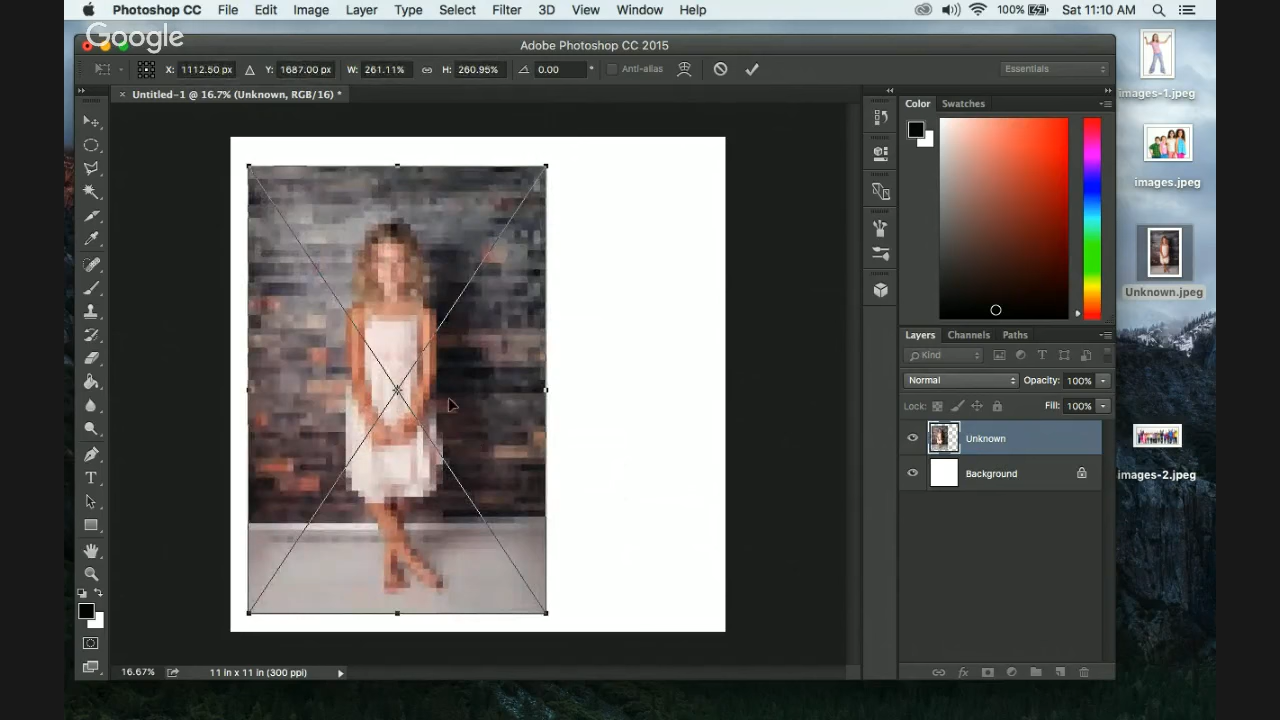 Photoshop CC File Edit Image Layer Type Select Filter 3D View Window Help 100% Sat 11:10 AM
Google
Adobe Photoshop CC 2015
X: 1112.50 px Y: 1687.00 px W: 261.11% H: 260.95% 0.00 ° Anti-alias Essentials
Untitled-1 @ 16.7% (Unknown, RGB/16) *
Color Swatches
images-1.jpeg
images.jpeg
Unknown.jpeg
Layers Channels Paths
Kind
Normal Opacity: 100%
Lock: Fill: 100%
Unknown
Background
images-2.jpeg
16.67% 11 in x 11 in (300 ppi)